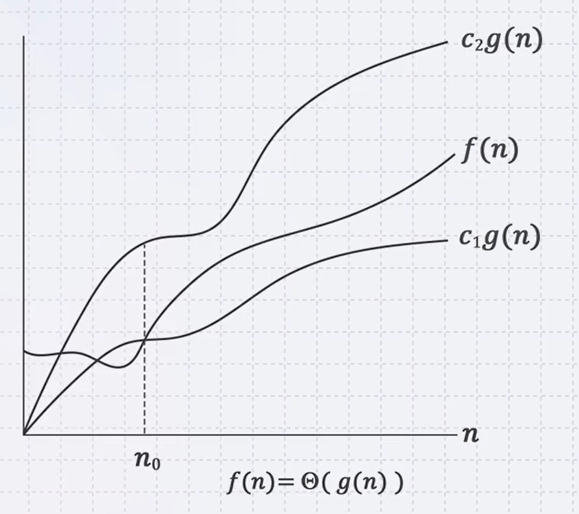 c₂g(n)
f(n)
c₁g(n)
n
n₀
f(n)= Θ( g(n) )